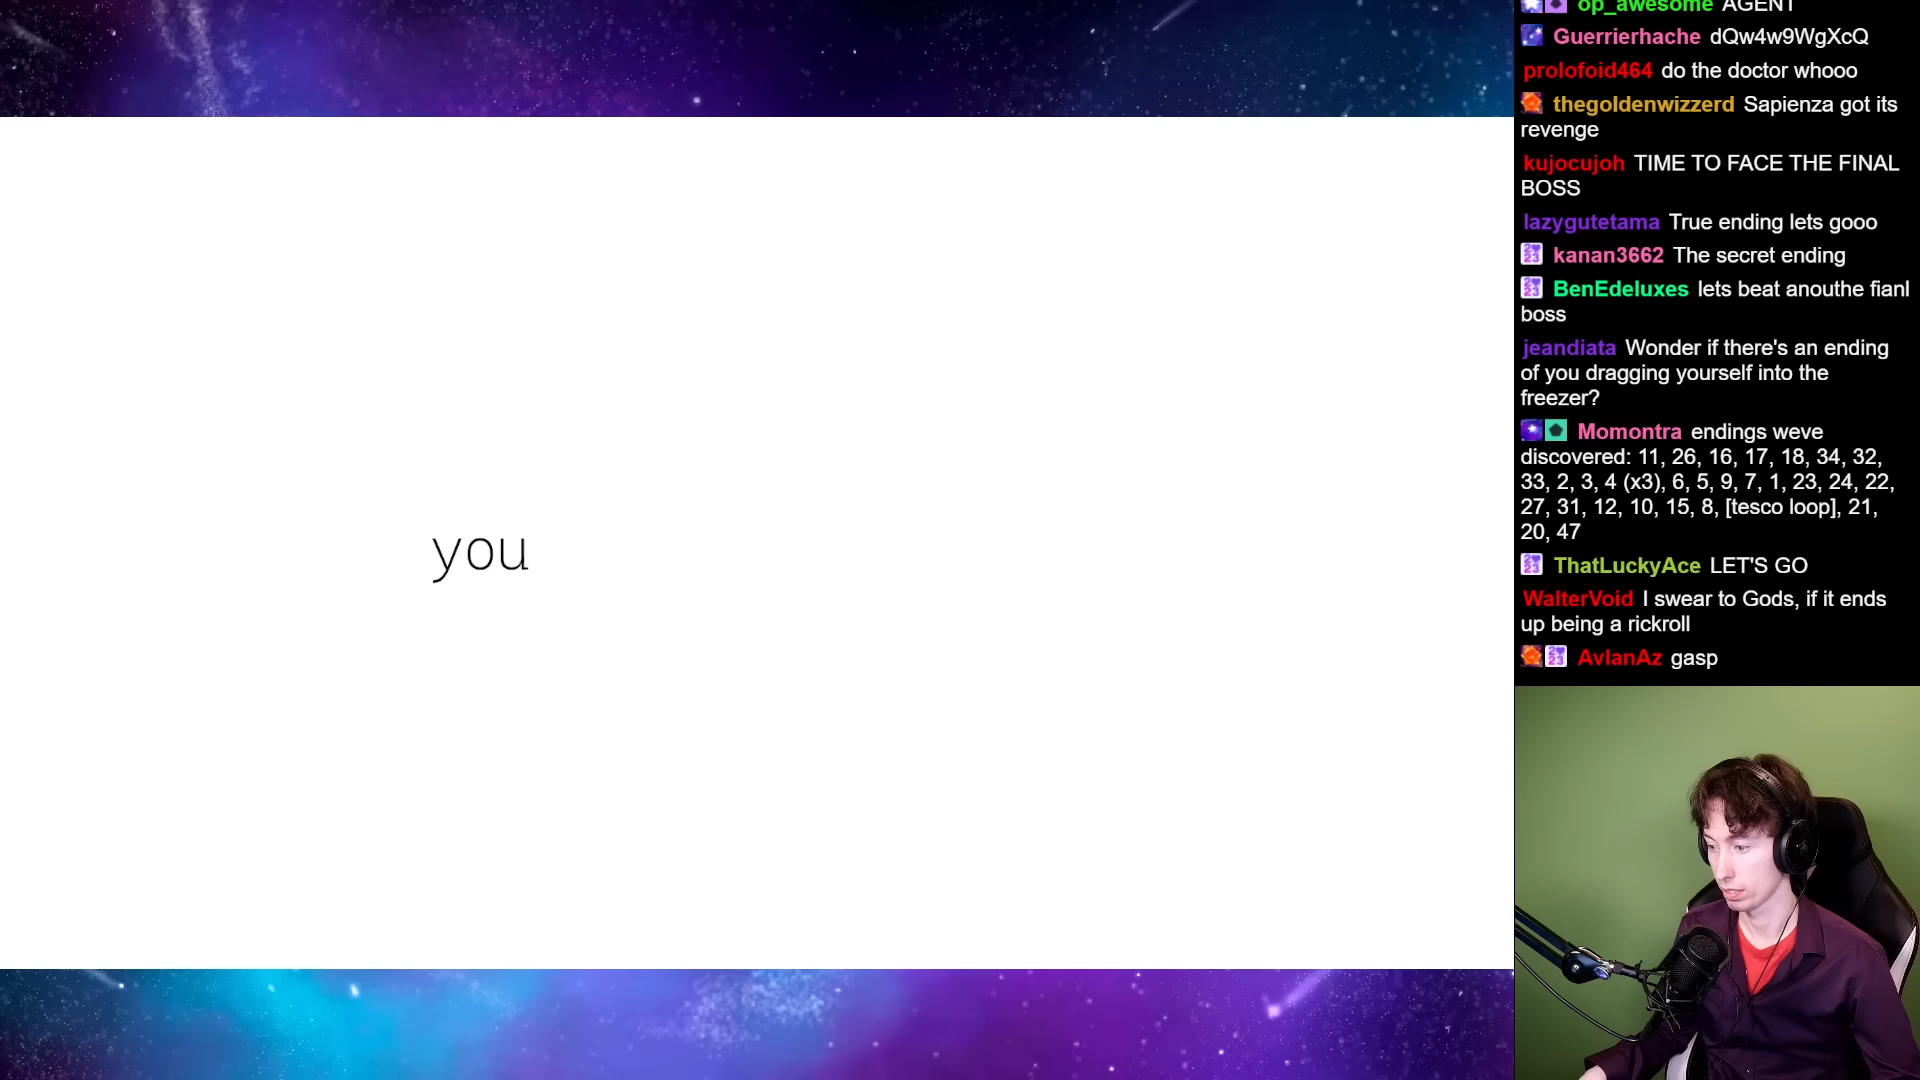 op_awesome AGENT
Guerrierhache dQw4w9WgXcQ
prolofoid464 do the doctor whooo
thegoldenwizzerd Sapienza got its
revenge
kujocujoh TIME TO FACE THE FINAL
BOSS
lazygutetama True ending lets gooo
kanan3662 The secret ending
BenEdeluxes lets beat anouthe fianl
boss
jeandiata Wonder if there's an ending
of you dragging yourself into the
freezer?
Momontra endings weve
discovered: 11, 26, 16, 17, 18, 34, 32,
33, 2, 3, 4 (x3), 6, 5, 9, 7, 1, 23, 24, 22,
27, 31, 12, 10, 15, 8, [tesco loop], 21,
20, 47
ThatLuckyAce LET'S GO
WalterVoid I swear to Gods, if it ends
up being a rickroll
AvlanAz gasp
you